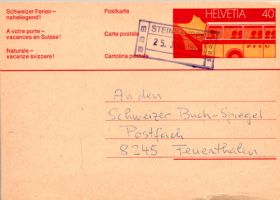 Schweizer Ferien –
naheliegend!
Postkarte
HELVETIA 40
A votre porte –
vacances en Suisse!
Carte postale
Naturale –
vacanze svizzere!
Cartolina postale
STEIN
25.
An den
Schweizer Buch-Spiegel
Postfach
8245 Feuerthalen